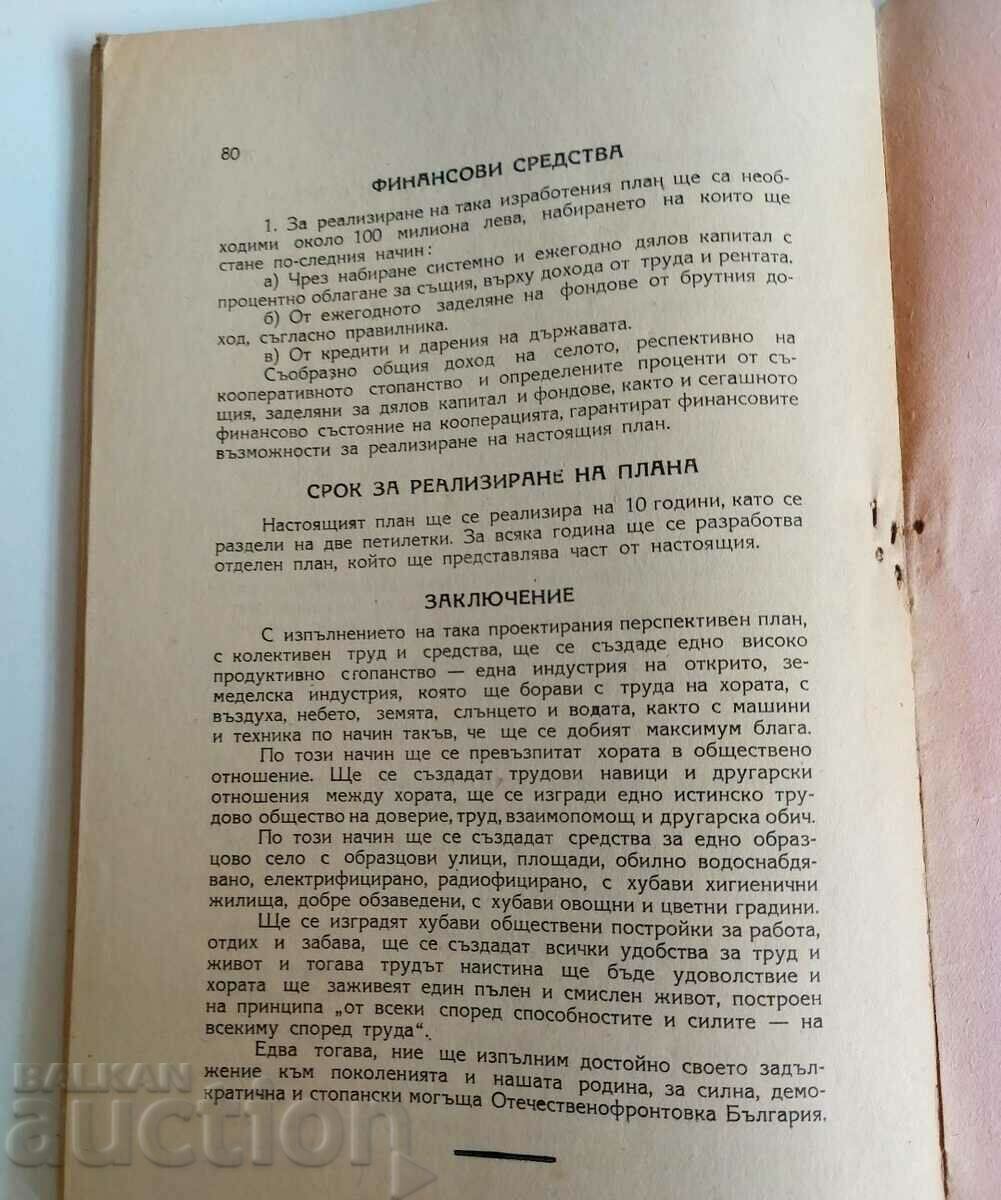 80
ФИНАНСОВИ СРЕДСТВА
1. За реализиране на така изработения план ще са необ-
ходими около 100 милиона лева, набирането на които ще
стане по-следния начин:
а) Чрез набиране системно и ежегодно дялов капитал с
процентно облагане за същия, върху дохода от труда и рентата.
б) От ежегодното заделяне на фондове от брутния до-
ход, съгласно правилника.
в) От кредити и дарения на държавата.
Съобразно общия доход на селото, респективно на
кооперативното стопанство и определените проценти от съ-
щия, заделяни за дялов капитал и фондове, както и сегашното
финансово състояние на кооперацията, гарантират финансовите
възможности за реализиране на настоящия план.
СРОК ЗА РЕАЛИЗИРАНЕ НА ПЛАНА
Настоящият план ще се реализира на 10 години, като се
раздели на две петилетки. За всяка година ще се разработва
отделен план, който ще представлява част от настоящия.
ЗАКЛЮЧЕНИЕ
С изпълнението на така проектирания перспективен план,
с колективен труд и средства, ще се създаде едно високо
продуктивно стопанство — една индустрия на открито, зе-
меделска индустрия, която ще борави с труда на хората, с
въздуха, небето, земята, слънцето и водата, както с машини
и техника по начин такъв, че ще се добият максимум блага.
По този начин ще се превъзпитат хората в обществено
отношение. Ще се създадат трудови навици и другарски
отношения между хората, ще се изгради едно истинско тру-
дово общество на доверие, труд, взаимопомощ и другарска обич.
По този начин ще се създадат средства за едно образ-
цово село с образцови улици, площади, обилно водоснабдя-
вано, електрифицирано, радиофицирано, с хубави хигиенични
жилища, добре обзаведени, с хубави овощни и цветни градини.
Ще се изградят хубави обществени постройки за работа,
отдих и забава, ще се създадат всички удобства за труд и
живот и тогава трудът наистина ще бъде удоволствие и
хората ще заживеят един пълен и смислен живот, построен
на принципа „от всеки според способностите и силите — на
всекиму според труда“.
Едва тогава, ние ще изпълним достойно своето задъл-
жение към поколенията и нашата родина, за силна, демо-
кратична и стопански могъща Отечественофронтовка България.
BALKAN
auction